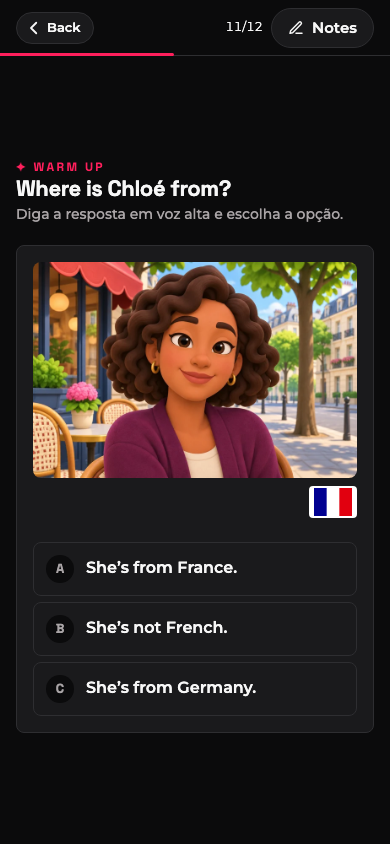 Back
11/12
Notes
WARM UP
Where is Chloé from?
Diga a resposta em voz alta e escolha a opção.
A She's from France.
B She's not French.
C She's from Germany.